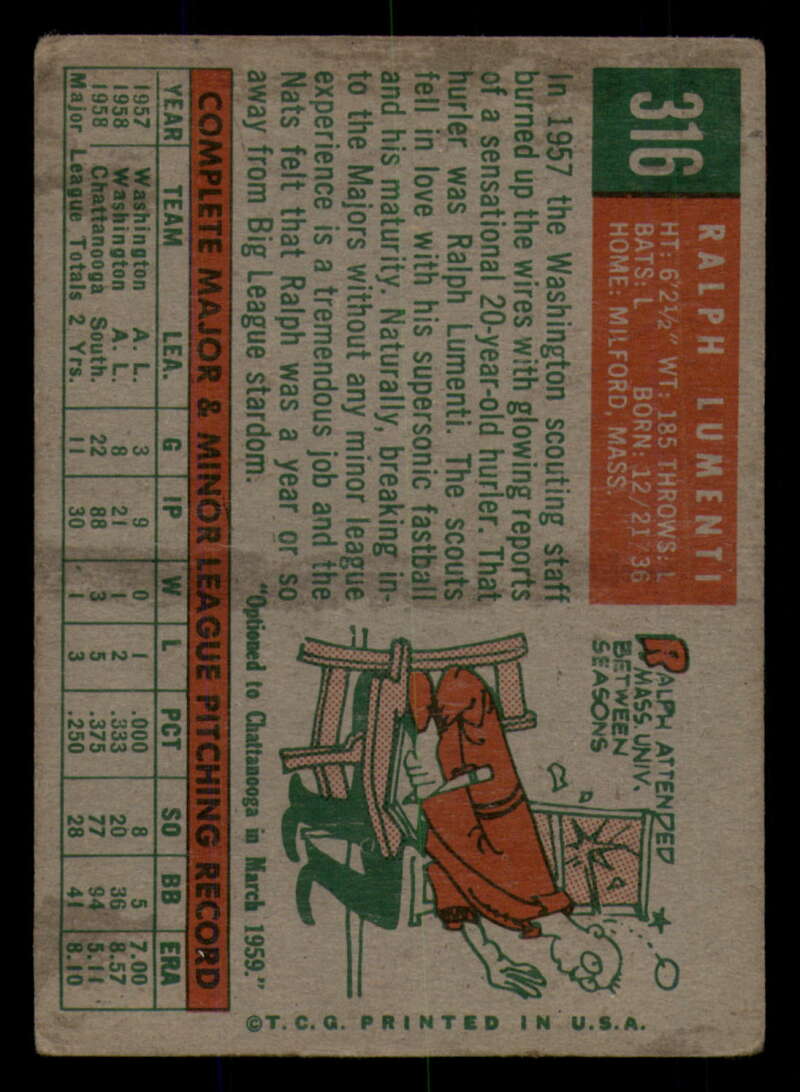 316
RALPH LUMENTI
HT: 6'2½" WT: 185 THROWS: L
BATS: L BORN: 12/21/36
HOME: MILFORD, MASS.
In 1957 the Washington scouting staff
burned up the wires with glowing reports
of a sensational 20-year-old hurler. That
hurler was Ralph Lumenti. The scouts
fell in love with his supersonic fastball
and his maturity. Naturally, breaking in-
to the Majors without any minor league
experience is a tremendous job and the
Nats felt that Ralph was a year or so
away from Big League stardom.
RALPH ATTENDED
MASS. UNIV.
BETWEEN
SEASONS
"Optioned to Chattanooga in March 1959."
COMPLETE MAJOR & MINOR LEAGUE PITCHING RECORD
YEAR TEAM LEA. G IP W L PCT SO BB ERA
1957 Washington A. L. 3 9 0 1 .000 8 5 7.00
1958 Washington A. L. 8 21 1 2 .333 20 36 8.57
1958 Chattanooga South. 22 88 3 5 .375 77 94 5.11
Major League Totals 2 Yrs. 11 30 1 3 .250 28 41 8.10
©T.C.G. PRINTED IN U.S.A.